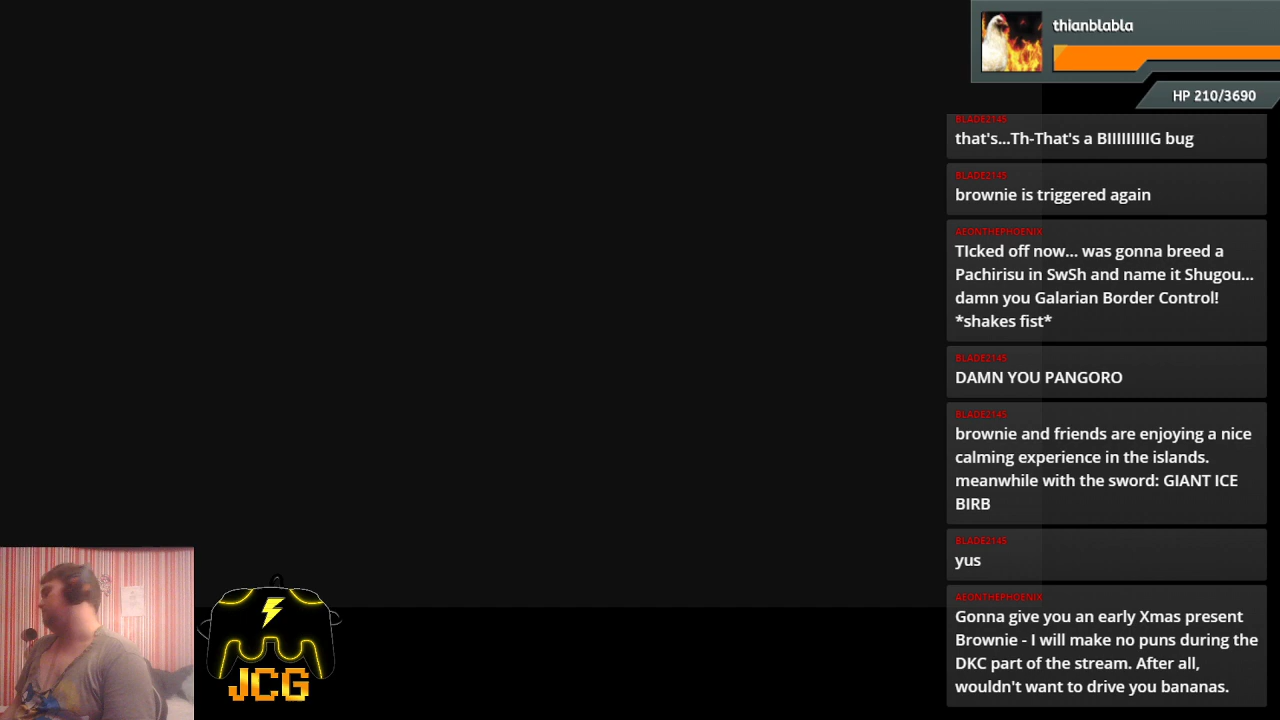 thianblabla
HP 210/3690
BLADE2145
that's...Th-That's a BIIIIIIIIG bug
BLADE2145
brownie is triggered again
AEONTHEPHOENIX
TIcked off now... was gonna breed a
Pachirisu in SwSh and name it Shugou...
damn you Galarian Border Control!
*shakes fist*
BLADE2145
DAMN YOU PANGORO
BLADE2145
brownie and friends are enjoying a nice
calming experience in the islands.
meanwhile with the sword: GIANT ICE
BIRB
BLADE2145
yus
AEONTHEPHOENIX
Gonna give you an early Xmas present
Brownie - I will make no puns during the
DKC part of the stream. After all,
wouldn't want to drive you bananas.
JCG